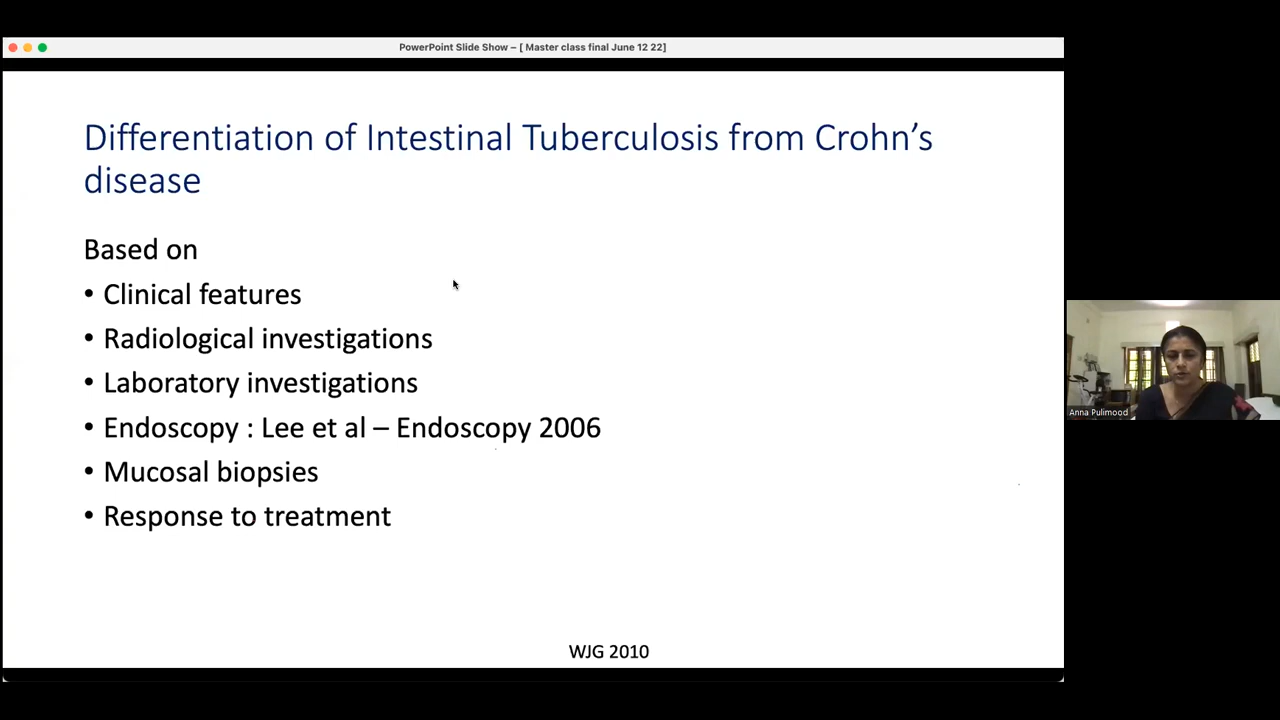 PowerPoint Slide Show – [ Master class final June 12 22]
Differentiation of Intestinal Tuberculosis from Crohn’s
disease
Based on
• Clinical features
• Radiological investigations
• Laboratory investigations
• Endoscopy : Lee et al – Endoscopy 2006
• Mucosal biopsies
• Response to treatment
WJG 2010
Anna Pulimood